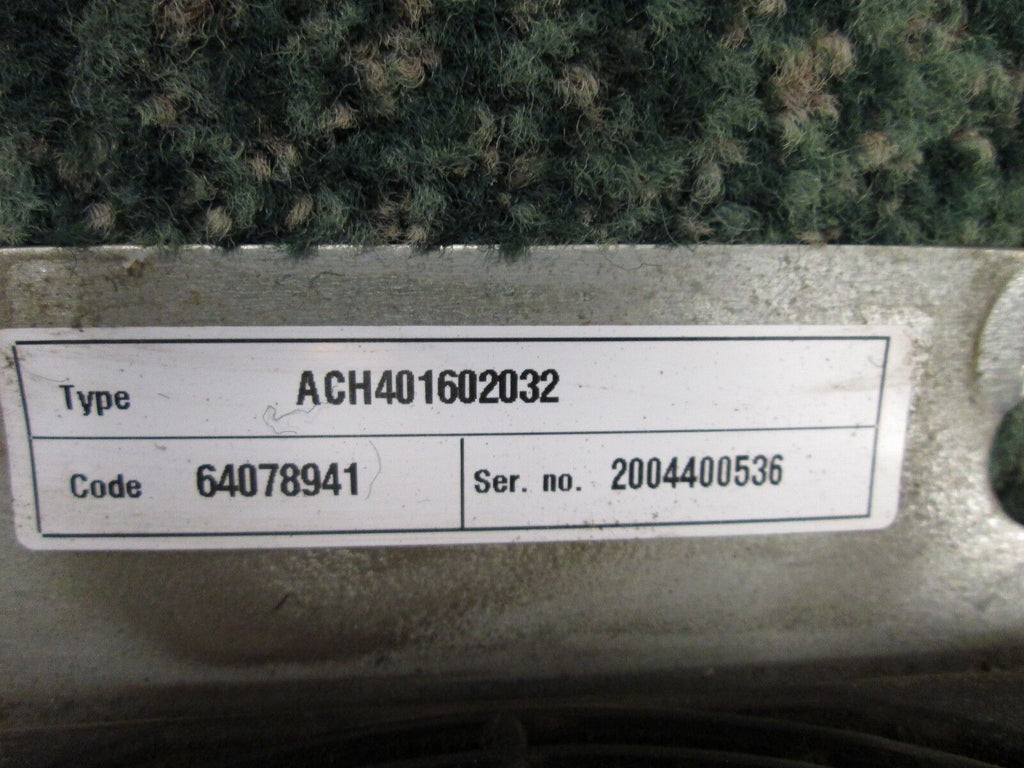 Type ACH401602032
Code 64078941 Ser. no. 2004400536